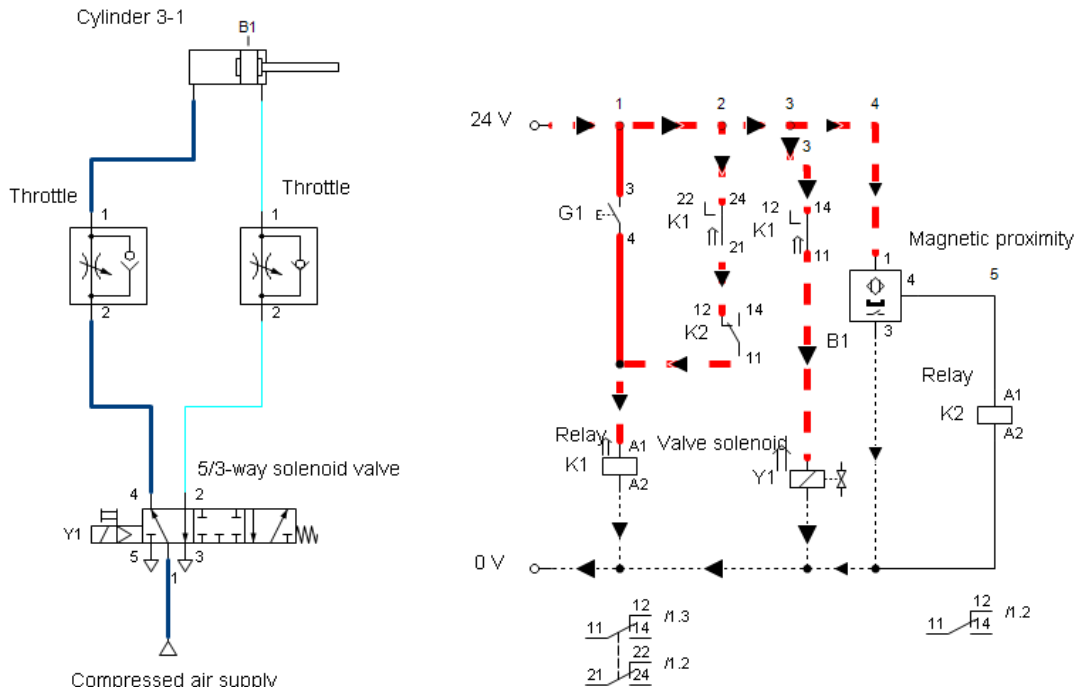 Cylinder 3-1
B1
Throttle
Throttle
1
1
2
2
5/3-way solenoid valve
4
2
Y1
5
3
1
Compressed air supply
24 V
1
2
3
4
3
3
G1
4
22
24
K1
21
12
14
K1
11
12
14
K2
11
Magnetic proximity
1
4
5
3
B1
Relay
A1
K2
A2
Relay
A1
K1
A2
Valve solenoid
Y1
0 V
12
11
14
/1.3
22
21
24
/1.2
12
11
14
/1.2